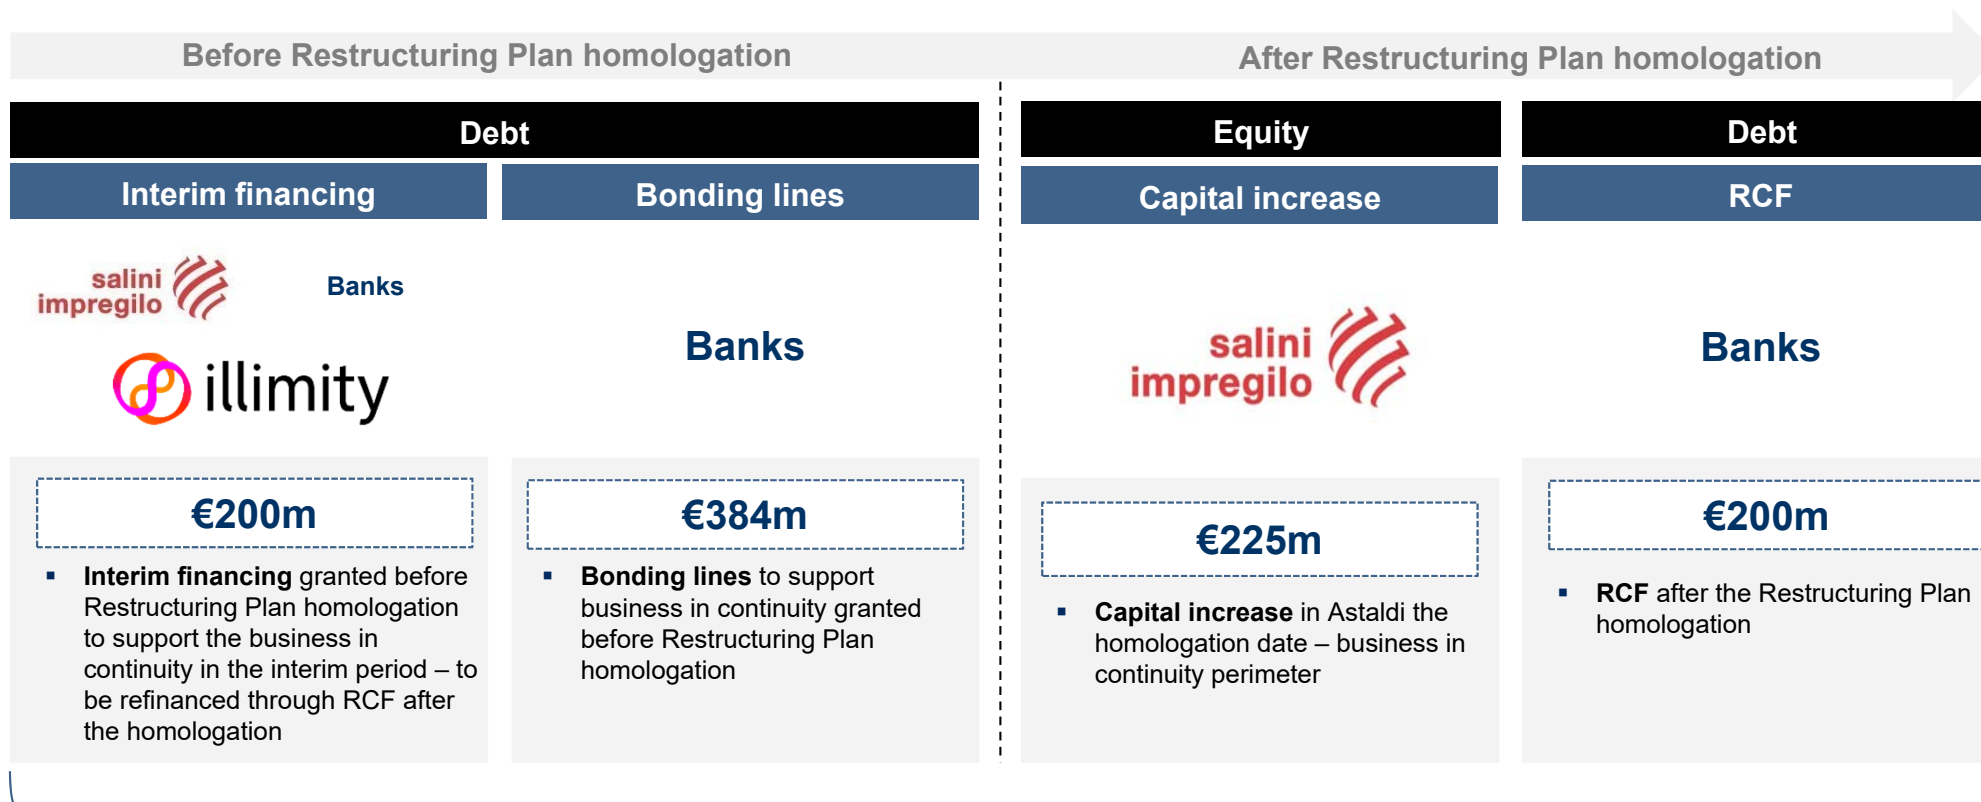 Before Restructuring Plan homologation
After Restructuring Plan homologation
Debt
Interim financing
Bonding lines
salini
impregilo
Banks
illimity
Banks
€200m
▪ Interim financing granted before
Restructuring Plan homologation
to support the business in
continuity in the interim period – to
be refinanced through RCF after
the homologation
€384m
▪ Bonding lines to support
business in continuity granted
before Restructuring Plan
homologation
Equity
Capital increase
salini
impregilo
€225m
▪ Capital increase in Astaldi the
homologation date – business in
continuity perimeter
Debt
RCF
Banks
€200m
▪ RCF after the Restructuring Plan
homologation